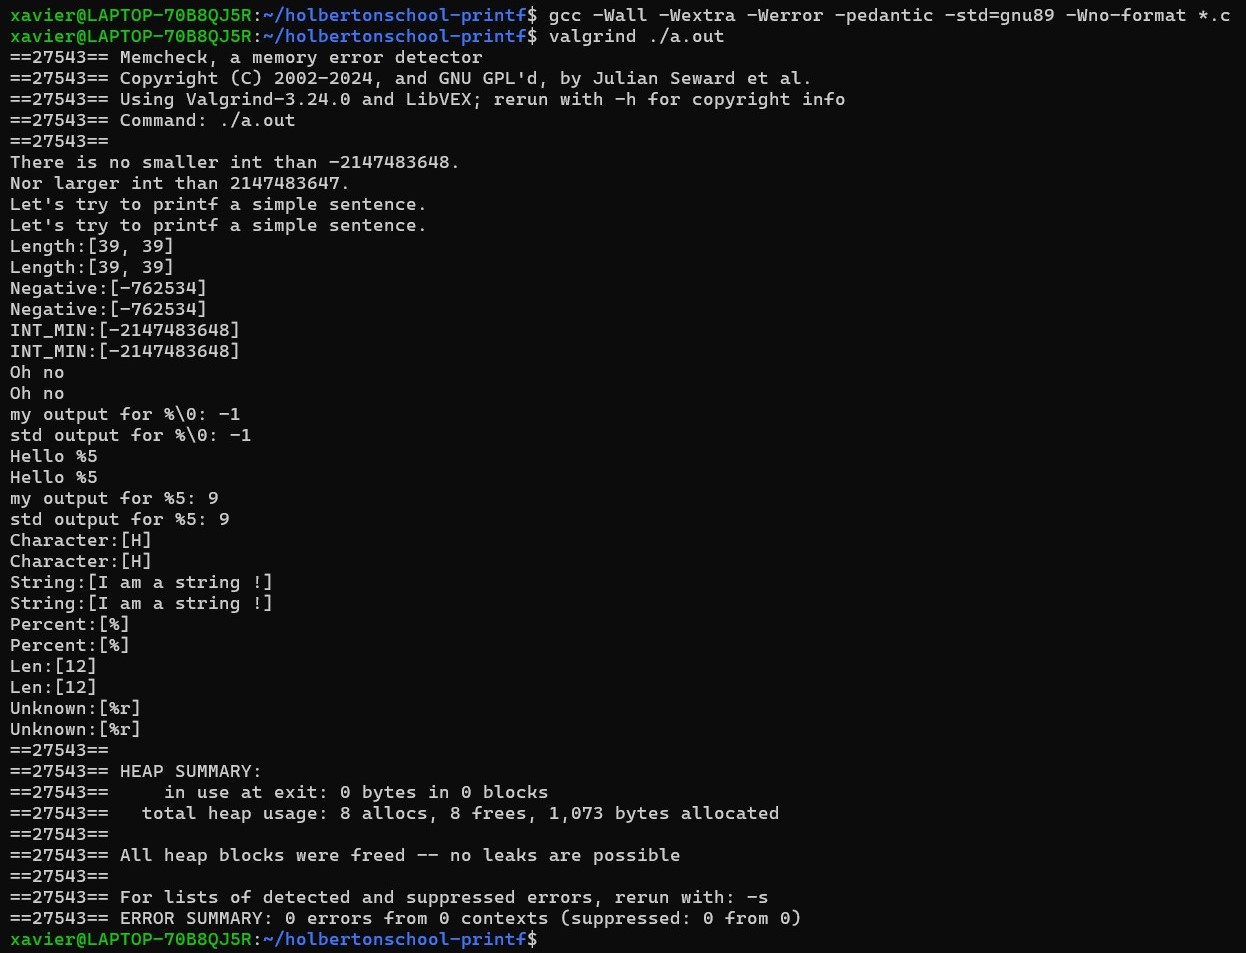 xavier@LAPTOP-70B8QJ5R:~/holbertonschool-printf$ gcc -Wall -Wextra -Werror -pedantic -std=gnu89 -Wno-format *.c
xavier@LAPTOP-70B8QJ5R:~/holbertonschool-printf$ valgrind ./a.out
==27543== Memcheck, a memory error detector
==27543== Copyright (C) 2002-2024, and GNU GPL'd, by Julian Seward et al.
==27543== Using Valgrind-3.24.0 and LibVEX; rerun with -h for copyright info
==27543== Command: ./a.out
==27543==
There is no smaller int than -2147483648.
Nor larger int than 2147483647.
Let's try to printf a simple sentence.
Let's try to printf a simple sentence.
Length:[39, 39]
Length:[39, 39]
Negative:[-762534]
Negative:[-762534]
INT_MIN:[-2147483648]
INT_MIN:[-2147483648]
Oh no
Oh no
my output for %\0: -1
std output for %\0: -1
Hello %5
Hello %5
my output for %5: 9
std output for %5: 9
Character:[H]
Character:[H]
String:[I am a string !]
String:[I am a string !]
Percent:[%]
Percent:[%]
Len:[12]
Len:[12]
Unknown:[%r]
Unknown:[%r]
==27543==
==27543== HEAP SUMMARY:
==27543==     in use at exit: 0 bytes in 0 blocks
==27543==   total heap usage: 8 allocs, 8 frees, 1,073 bytes allocated
==27543==
==27543== All heap blocks were freed -- no leaks are possible
==27543==
==27543== For lists of detected and suppressed errors, rerun with: -s
==27543== ERROR SUMMARY: 0 errors from 0 contexts (suppressed: 0 from 0)
xavier@LAPTOP-70B8QJ5R:~/holbertonschool-printf$